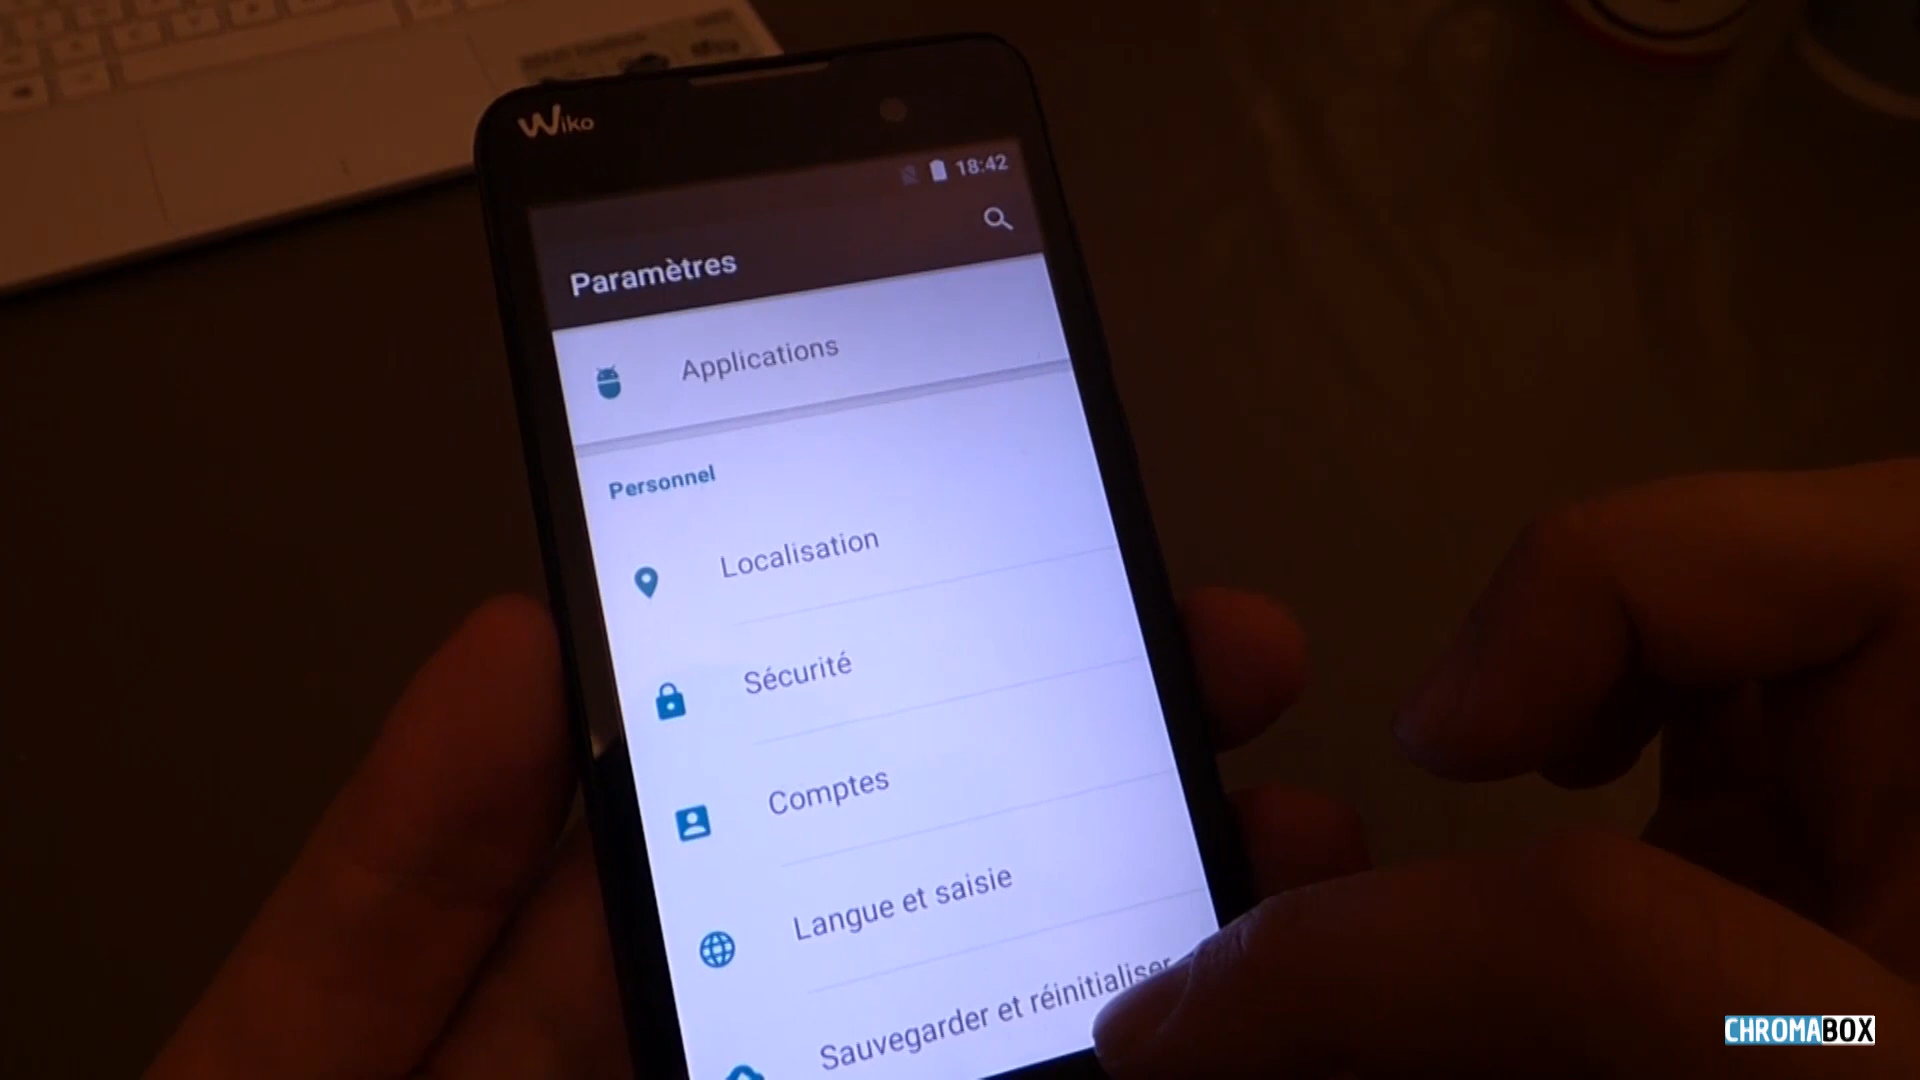 Wiko
18:42
Paramètres
Applications
Personnel
Localisation
Sécurité
Comptes
Langue et saisie
Sauvegarder et réinitialiser
CHROMABOX